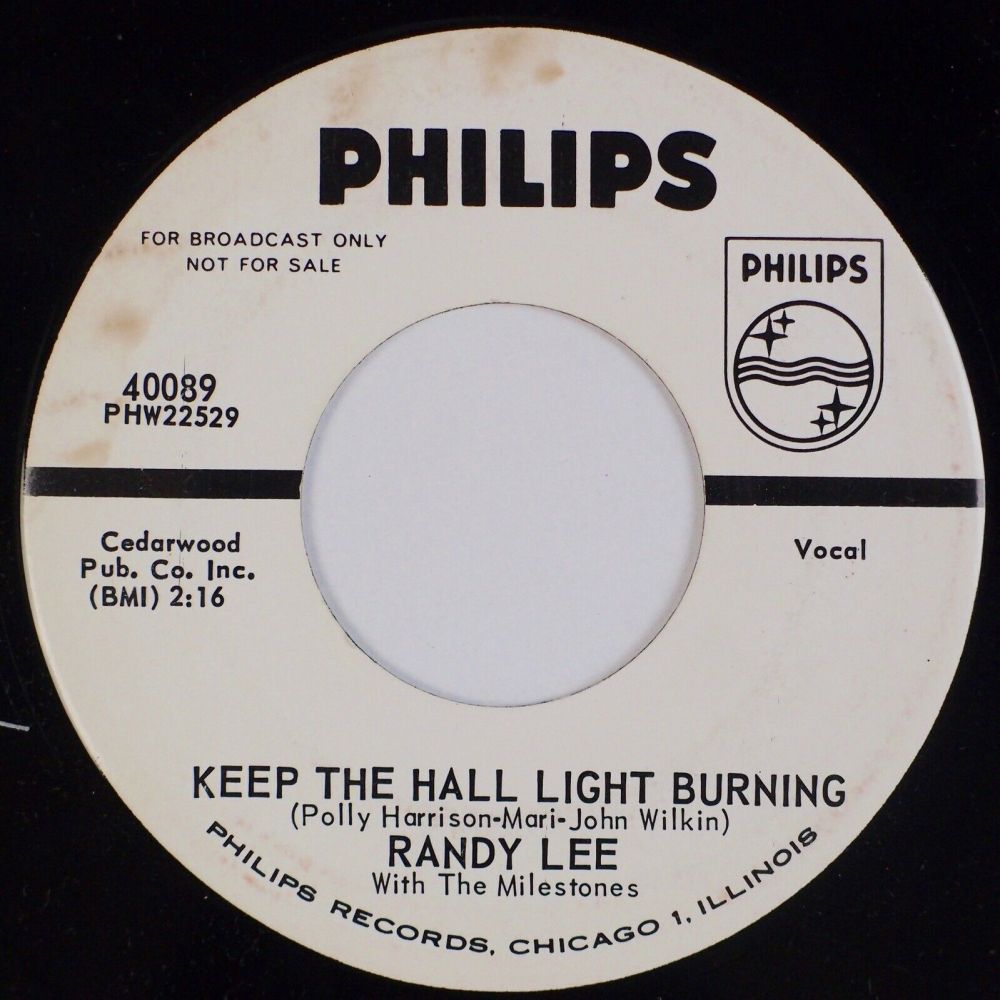 PHILIPS
FOR BROADCAST ONLY
NOT FOR SALE
PHILIPS
40089
PHW22529
Cedarwood
Pub. Co. Inc.
(BMI) 2:16
Vocal
KEEP THE HALL LIGHT BURNING
(Polly Harrison-Mari-John Wilkin)
RANDY LEE
With The Milestones
PHILIPS RECORDS, CHICAGO 1, ILLINOIS